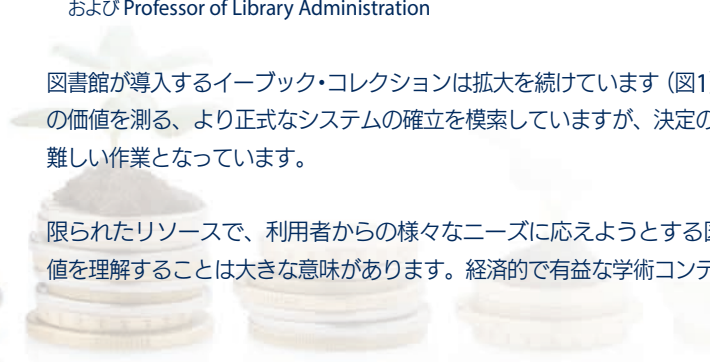 および Professor of Library Administration
図書館が導入するイーブック・コレクションは拡大を続けています（図1
の価値を測る、より正式なシステムの確立を模索していますが、決定の
難しい作業となっています。
限られたリソースで、利用者からの様々なニーズに応えようとする図
値を理解することは大きな意味があります。経済的で有益な学術コンテ